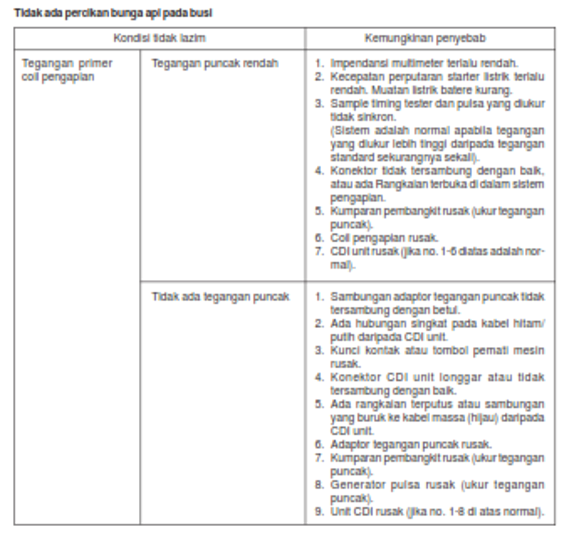 Tidak ada percikan bunga api pada busi
Kondisi tidak lazim
Kemungkinan penyebab
Tegangan primer
coil pengapian
Tegangan puncak rendah
1. Impendansi multimeter terlalu rendah.
2. Kecepatan perputaran starter listrik terlalu
rendah. Muatan listrik batere kurang.
3. Sample timing tester dan pulsa yang diukur
tidak sinkron.
(Sistem adalah normal apabila tegangan
yang diukur lebih tinggi daripada tegangan
standard sekurangnya sekali).
4. Konektor tidak tersambung dengan baik,
atau ada Rangkaian terbuka di dalam sistem
pengapian.
5. Kumparan pembangkit rusak (ukur tegangan
puncak).
6. Coil pengapian rusak.
7. CDI unit rusak (jika no. 1-6 diatas adalah nor-
mal).
Tidak ada tegangan puncak
1. Sambungan adaptor tegangan puncak tidak
tersambung dengan betul.
2. Ada hubungan singkat pada kabel hitam/
putih daripada CDI unit.
3. Kunci kontak atau tombol pemati mesin
rusak.
4. Konektor CDI unit longgar atau tidak
tersambung dengan baik.
5. Ada rangkaian terputus atau sambungan
yang buruk ke kabel massa (hijau) daripada
CDI unit.
6. Adaptor tegangan puncak rusak.
7. Kumparan pembangkit rusak (ukur tegangan
puncak).
8. Generator pulsa rusak (ukur tegangan
puncak).
9. Unit CDI rusak (jika no. 1-8 di atas normal).